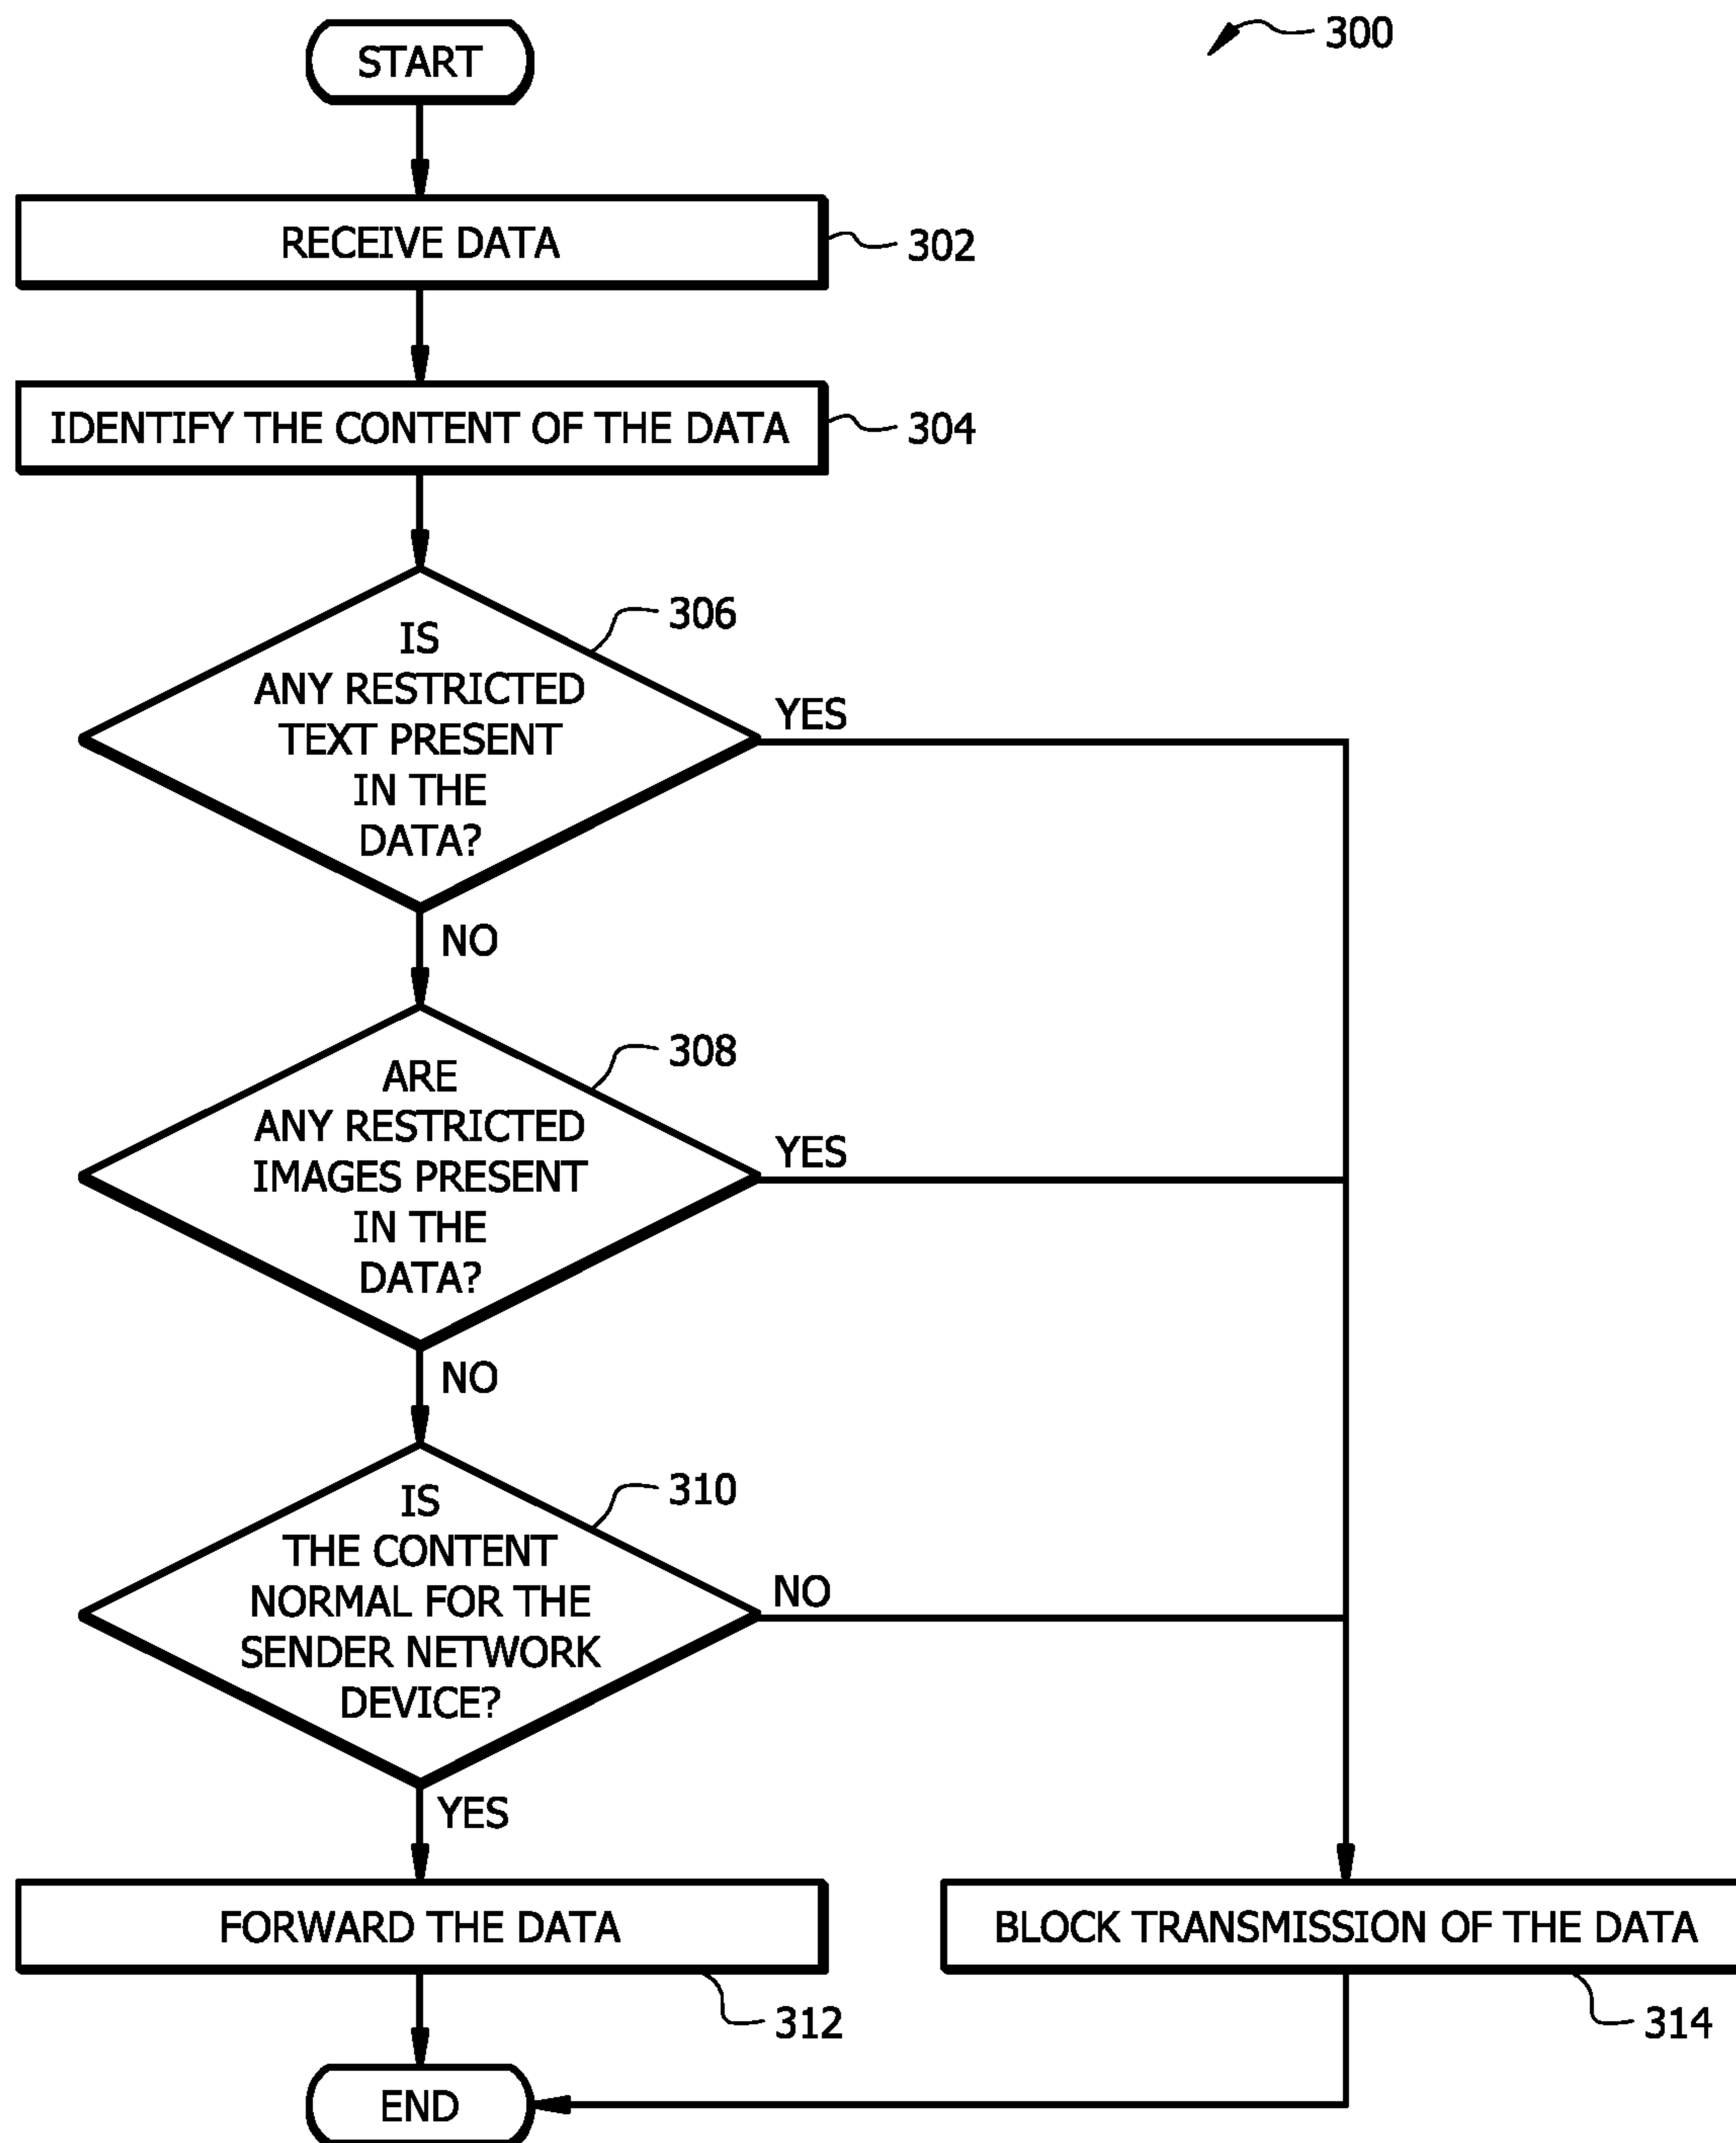 300
START
RECEIVE DATA
302
IDENTIFY THE CONTENT OF THE DATA
304
306
IS
ANY RESTRICTED
TEXT PRESENT
IN THE
DATA?
YES
NO
308
ARE
ANY RESTRICTED
IMAGES PRESENT
IN THE
DATA?
YES
NO
310
IS
THE CONTENT
NORMAL FOR THE
SENDER NETWORK
DEVICE?
NO
YES
FORWARD THE DATA
312
BLOCK TRANSMISSION OF THE DATA
314
END